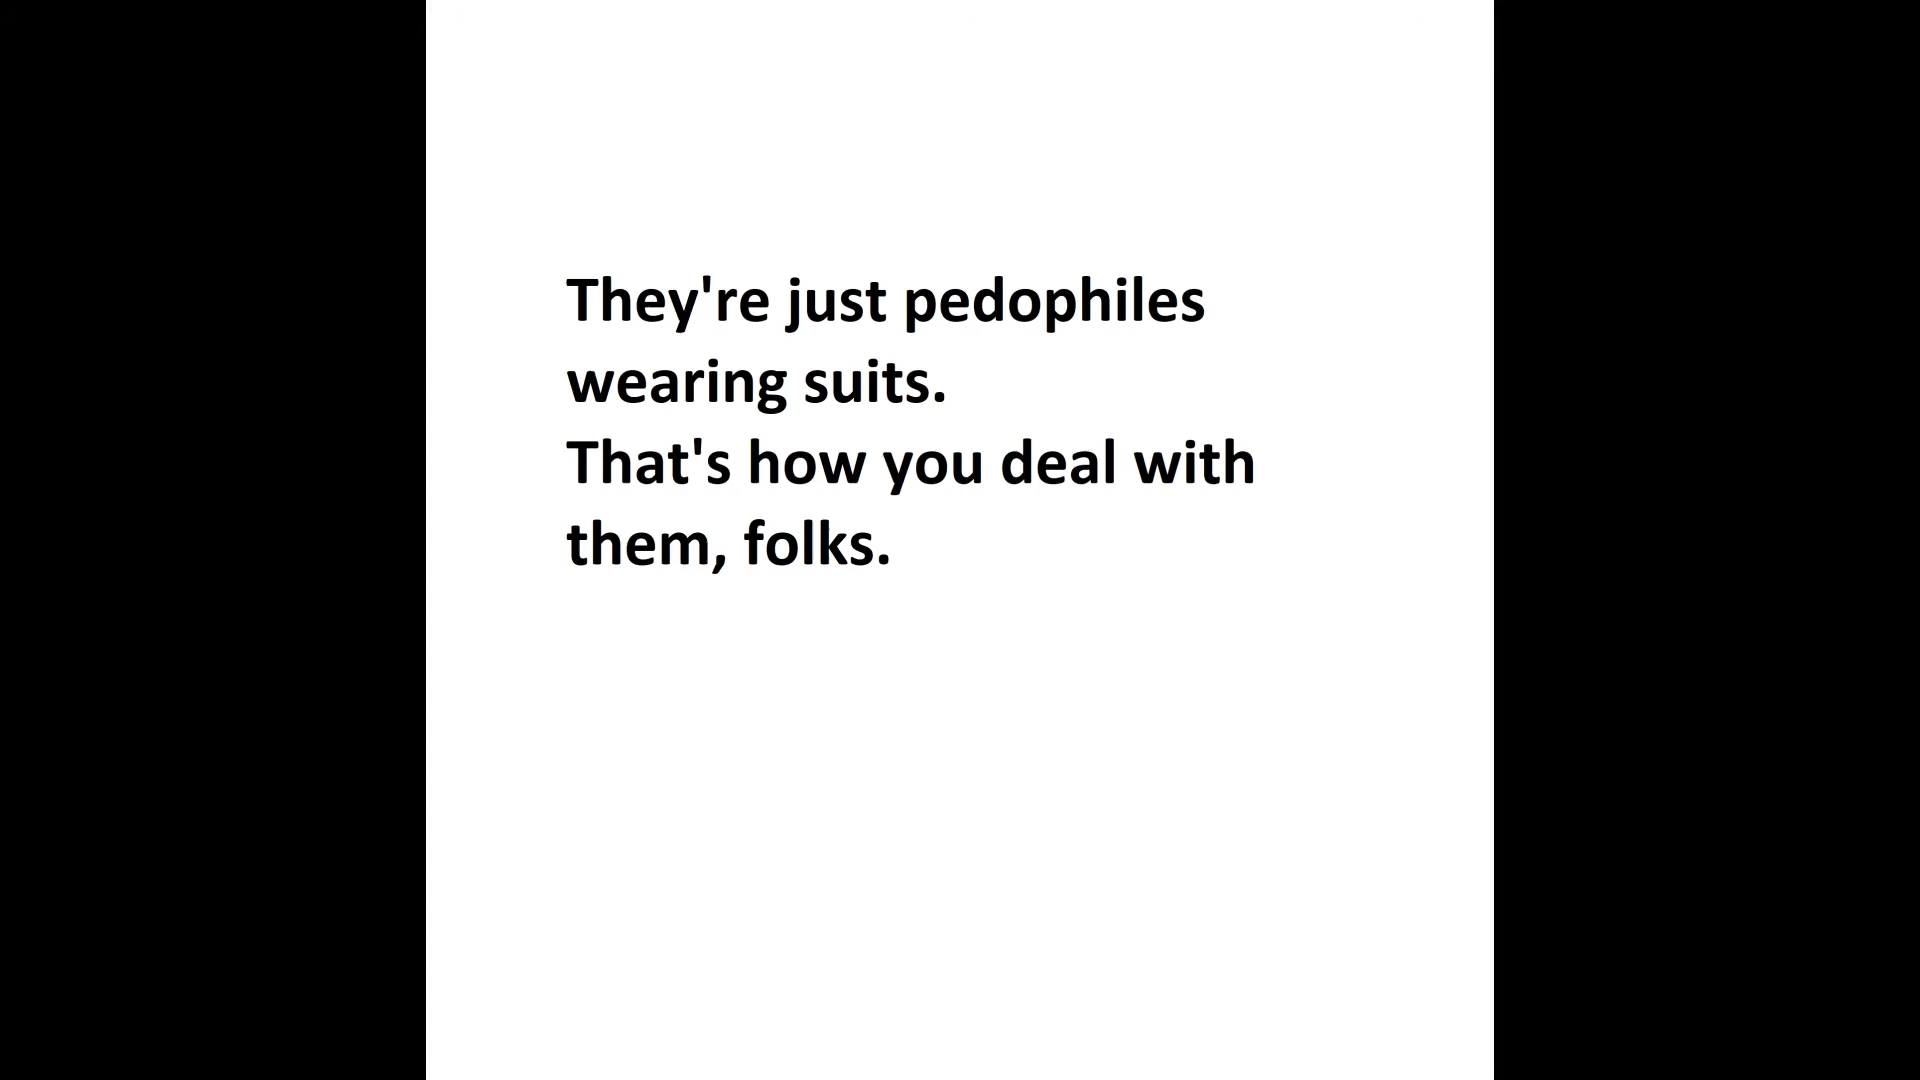 They're just pedophiles
wearing suits.
That's how you deal with
them, folks.